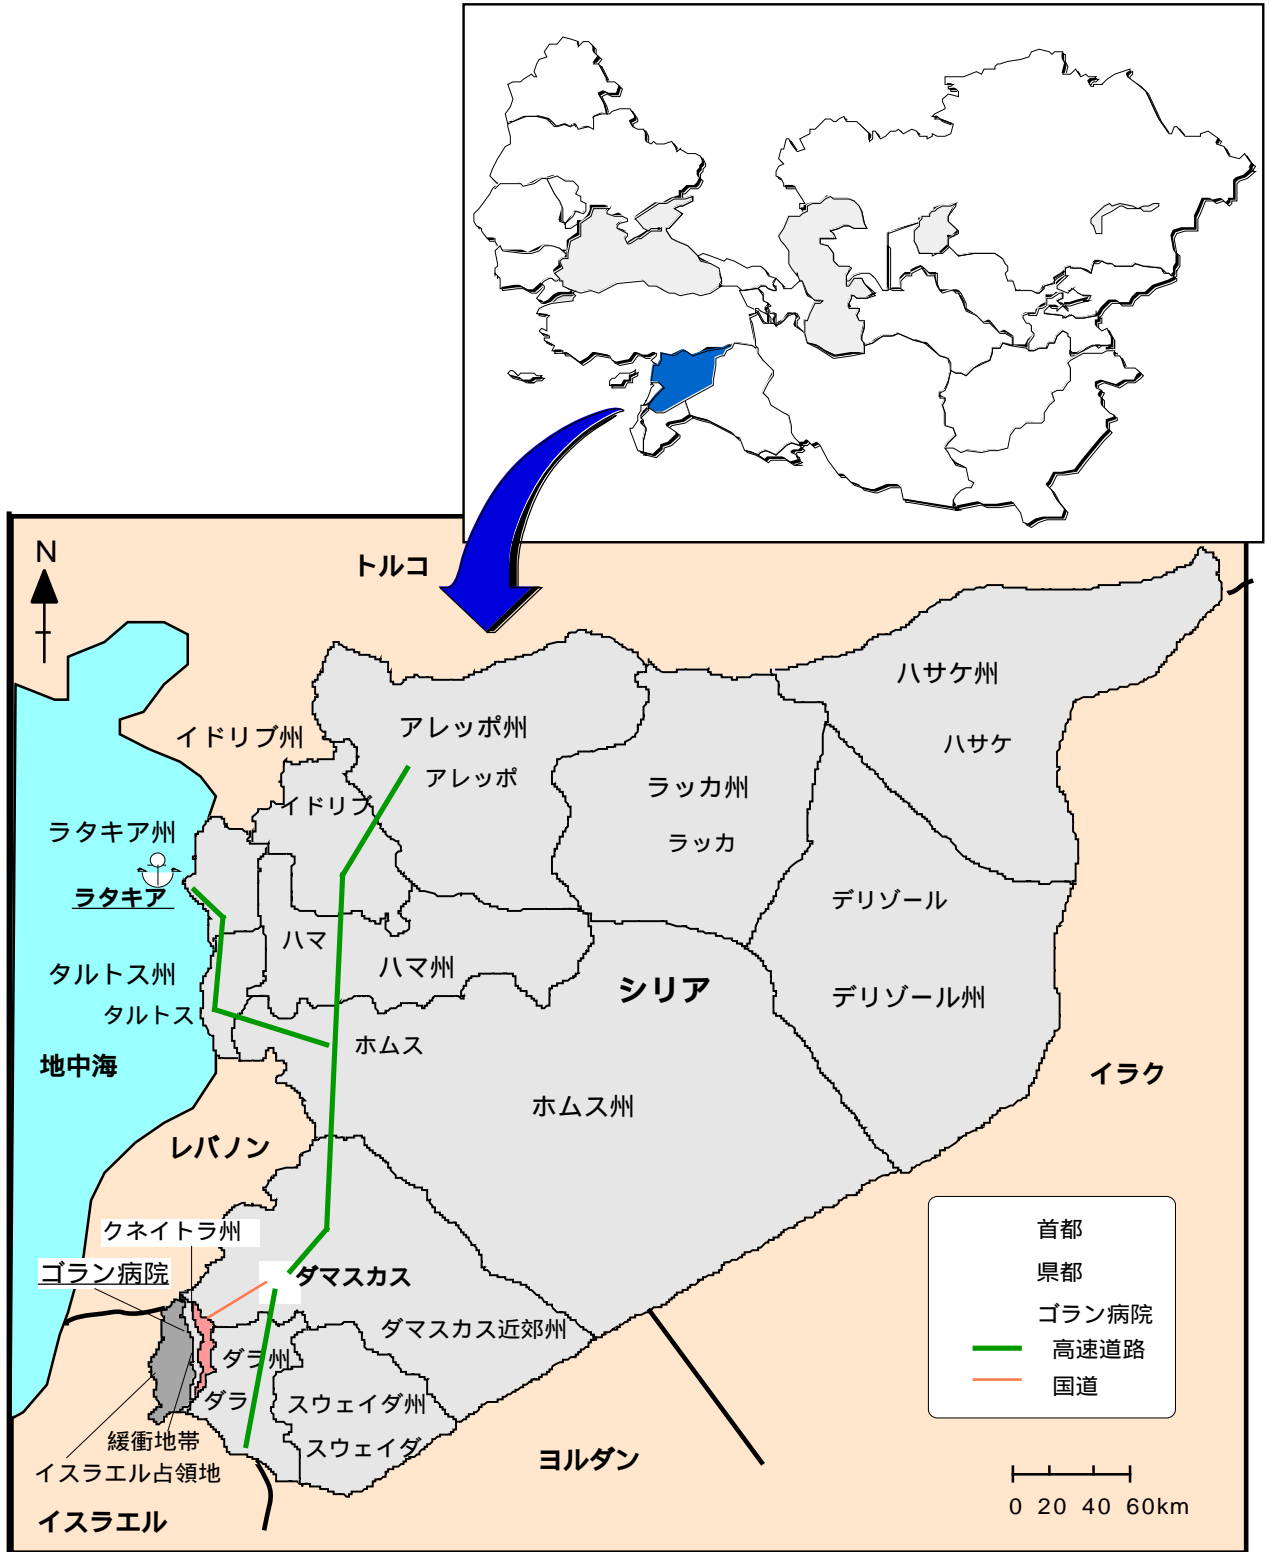 N
トルコ
ハサケ州
アレッポ州
イドリブ州
ハサケ
アレッポ
ラッカ州
イドリブ
ラタキア州
ラッカ
ラタキア
デリゾール
ハマ
ハマ州
タルトス州
シリア
デリゾール州
タルトス
ホムス
地中海
イラク
ホムス州
レバノン
クネイトラ州
首都
ゴラン病院
ダマスカス
県都
ゴラン病院
ダマスカス近郊州
高速道路
ダラ州
国道
ダラ
スウェイダ州
緩衝地帯
スウェイダ
ヨルダン
イスラエル占領地
0 20 40 60km
イスラエル